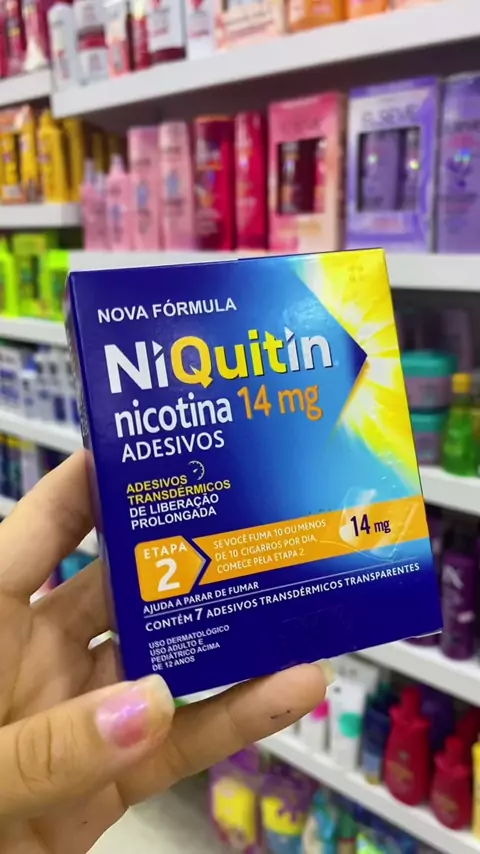 NOVA FÓRMULA
NiQuitin
nicotina 14 mg
ADESIVOS
ADESIVOS
TRANSDÉRMICOS
DE LIBERAÇÃO
PROLONGADA
ETAPA
2
SE VOCÊ FUMA 10 OU MENOS
DE 10 CIGARROS POR DIA,
COMECE PELA ETAPA 2.
14 mg
AJUDA A PARAR DE FUMAR
CONTÉM 7 ADESIVOS TRANSDÉRMICOS TRANSPARENTES
USO DERMATOLÓGICO
USO ADULTO E
PEDIÁTRICO ACIMA
DE 12 ANOS